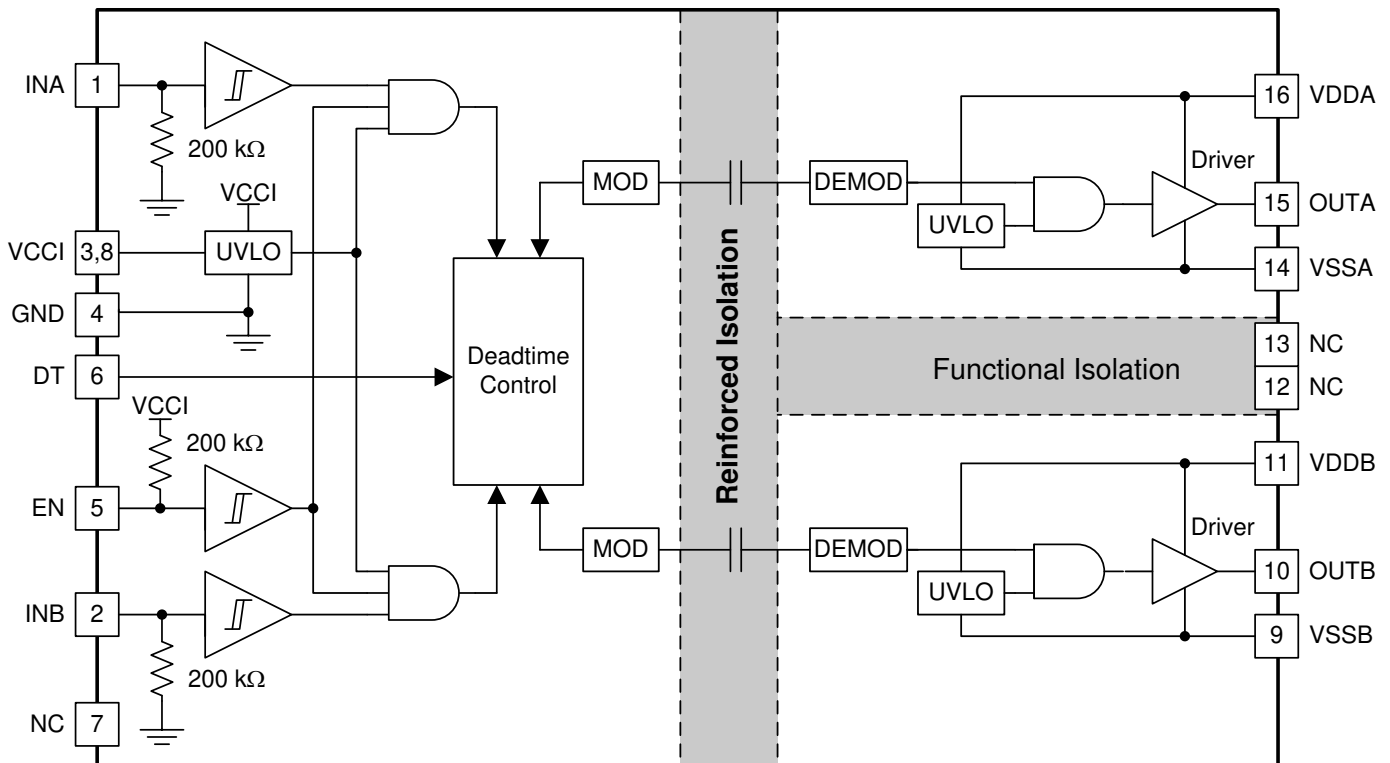 INA
1
200 kΩ
VCCI
VCCI
3,8
UVLO
GND
4
DT
6
VCCI
200 kΩ
EN
5
INB
2
200 kΩ
NC
7
Deadtime
Control
MOD
MOD
Reinforced Isolation
DEMOD
UVLO
Driver
16
VDDA
15
OUTA
14
VSSA
Functional Isolation
13
NC
12
NC
DEMOD
UVLO
Driver
11
VDDB
10
OUTB
9
VSSB